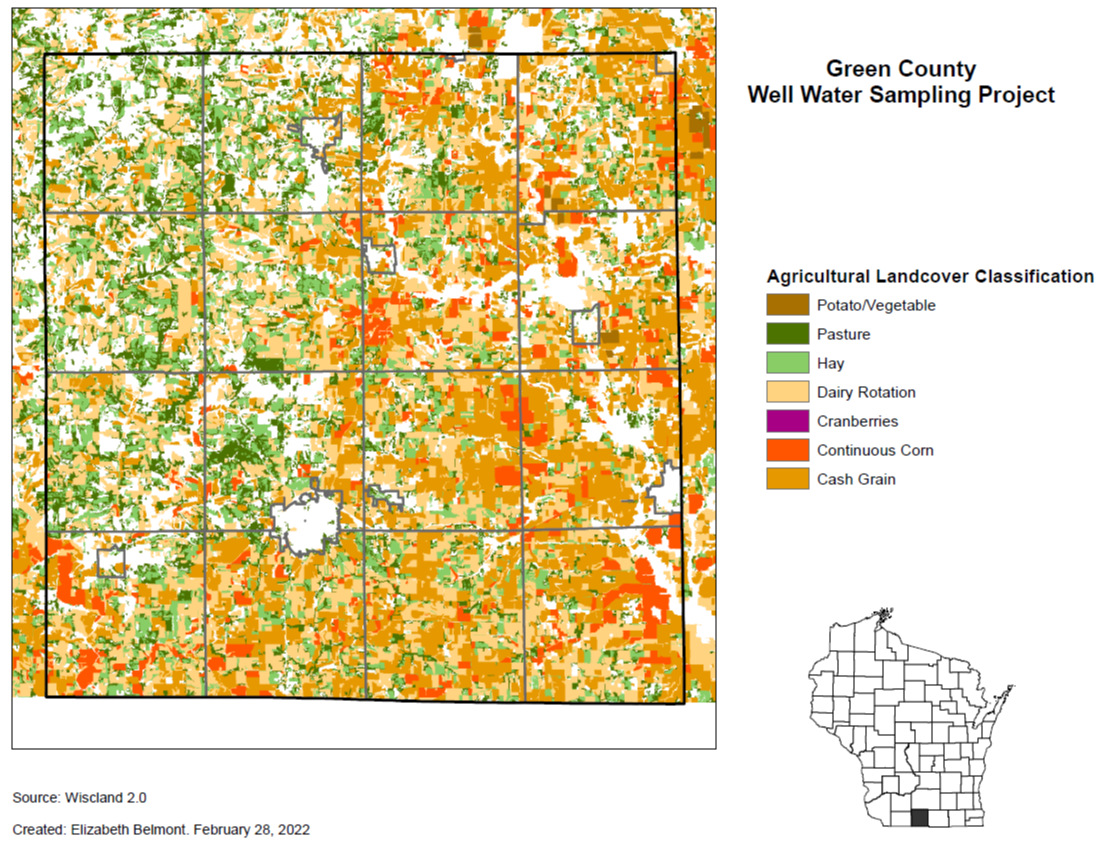 Green County
Well Water Sampling Project
Agricultural Landcover Classification
Potato/Vegetable
Pasture
Hay
Dairy Rotation
Cranberries
Continuous Corn
Cash Grain
Source: Wiscland 2.0
Created: Elizabeth Belmont. February 28, 2022